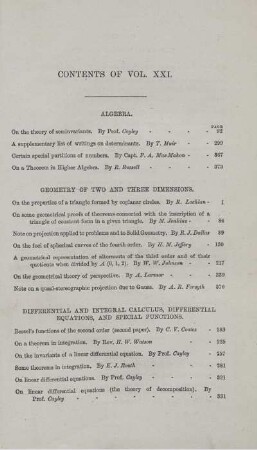 CONTENTS OF VOL. XXI.
ALGEBRA.
PAGE
On the theory of semivariants. By Prof. Cayley - - - - 92
A supplementary list of writings on determinants. By T. Muir - - 299
Certain special partitions of numbers. By Capt. P. A. MacMahon - - 367
On a Theorem in Higher Algebra. By R. Russell - - - 373
GEOMETRY OF TWO AND THREE DIMENSIONS.
On the properties of a triangle formed by coplanar circles. By R. Lachlan - 1
On some geometrical proofs of theorems connected with the inscription of a
triangle of constant form in a given triangle. By M. Jenkins - - 84
Note on projection applied to problems and to Solid Geometry. By E. J.
On the foci of spherical curves of the fourth order. By H. M. Jeffery - 109
A geometrical representation of alternants of the third order and of their
quotients when divided by A (0, 1, 2). By W. W. Johnson - - 217
On the geometrical theory of perspective. By A. Larmor - - -
Note on a quasi-stereographic projection due to Gauss. By A. R. Forsyth - 370
DIFFERENTIAL AND INTEGRAL CALCULUS, DIFFERENTIAL
EQUATIONS, AND SPECIAL FUNCTIONS.
Bessel's functions of the second order (second paper). By C. V. Coates - 183
On a theorem in integration. By Rev. H. W. Watson - -
On the invariants of a linear differential equation. By Prof. Cayley - 257
Some theorems in integration. By E. J. Routh - - - -
On linear differential equations. By Prof. Cayley - - - 321
On linear differential equations (the theory of decomposition). By
Prof. Cayley - - - - - 331